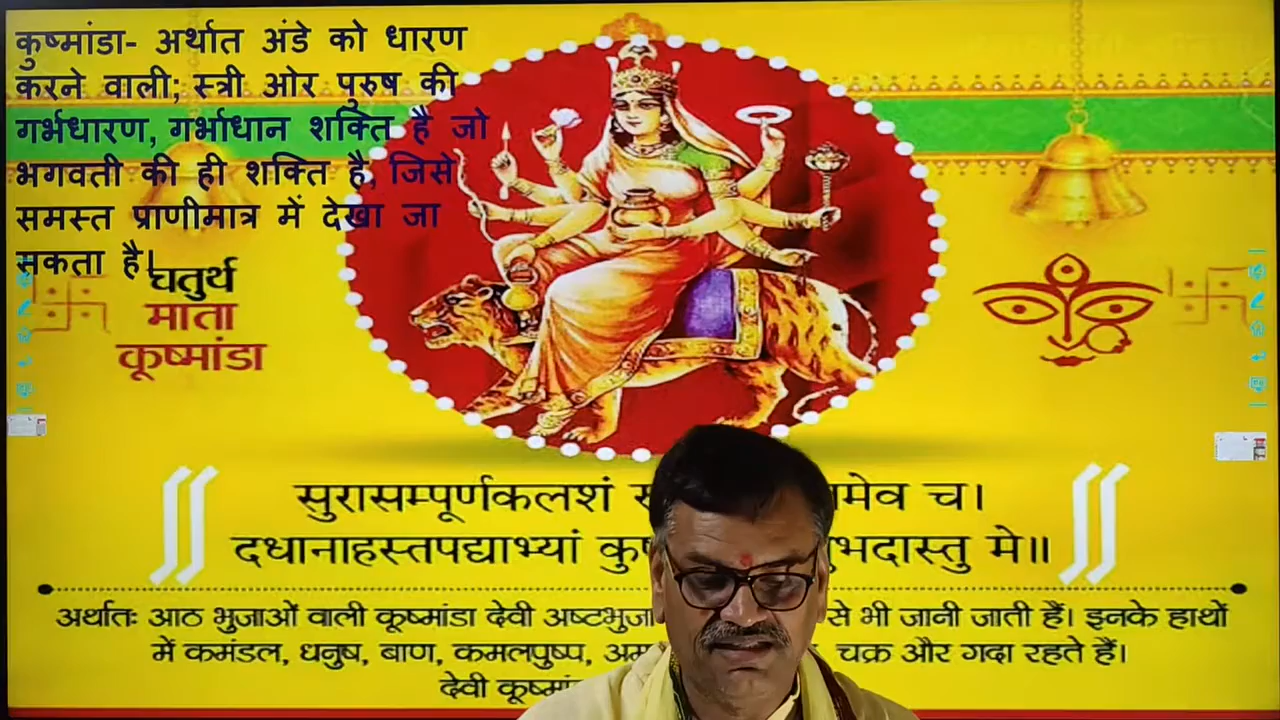 कुष्मांडा- अर्थात अंडे को धारण
करने वाली; स्त्री ओर पुरुष की
गर्भधारण, गर्भाधान शक्ति है जो
भगवती की ही शक्ति है, जिसे
समस्त प्राणीमात्र में देखा जा
सकता है।
चतुर्थ
माता
कूष्मांडा
सुरासम्पूर्णकलशं मेव च।
दधानाहस्तपद्याभ्यां भदास्तु मे॥
अर्थातः आठ भुजाओं वाली कूष्मांडा देवी अष्टभुजा से भी जानी जाती हैं। इनके हाथों
में कमंडल, धनुष, बाण, कमलपुष्प, चक्र और गदा रहते हैं।
देवी